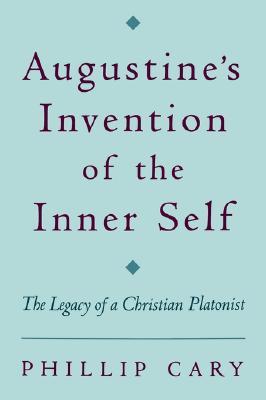 Augustine's
Invention
of the
Inner Self
The Legacy of a Christian Platonist
PHILLIP CARY